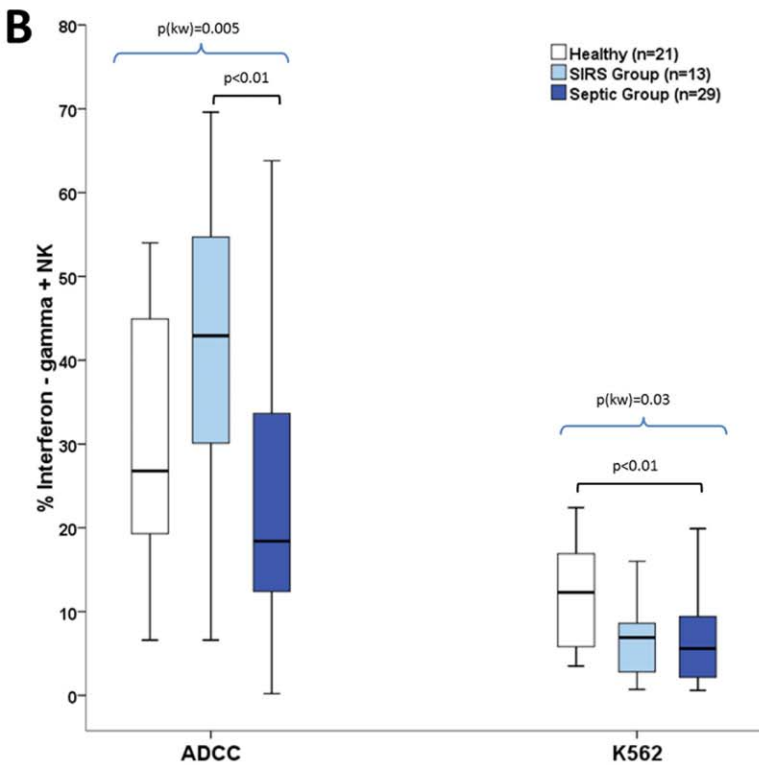 B
p(kw)=0.005
p<0.01
Healthy (n=21)
SIRS Group (n=13)
Septic Group (n=29)
% Interferon - gamma + NK
80
70
60
50
40
30
20
10
0
p(kw)=0.03
p<0.01
ADCC
K562